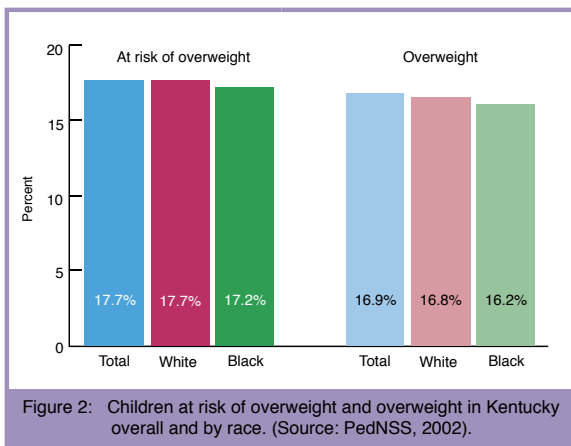 20
15
10
5
0
Percent
At risk of overweight
Overweight
17.7%
17.7%
17.2%
16.9%
16.8%
16.2%
Total
White
Black
Total
White
Black
Figure 2: Children at risk of overweight and overweight in Kentucky
overall and by race. (Source: PedNSS, 2002).